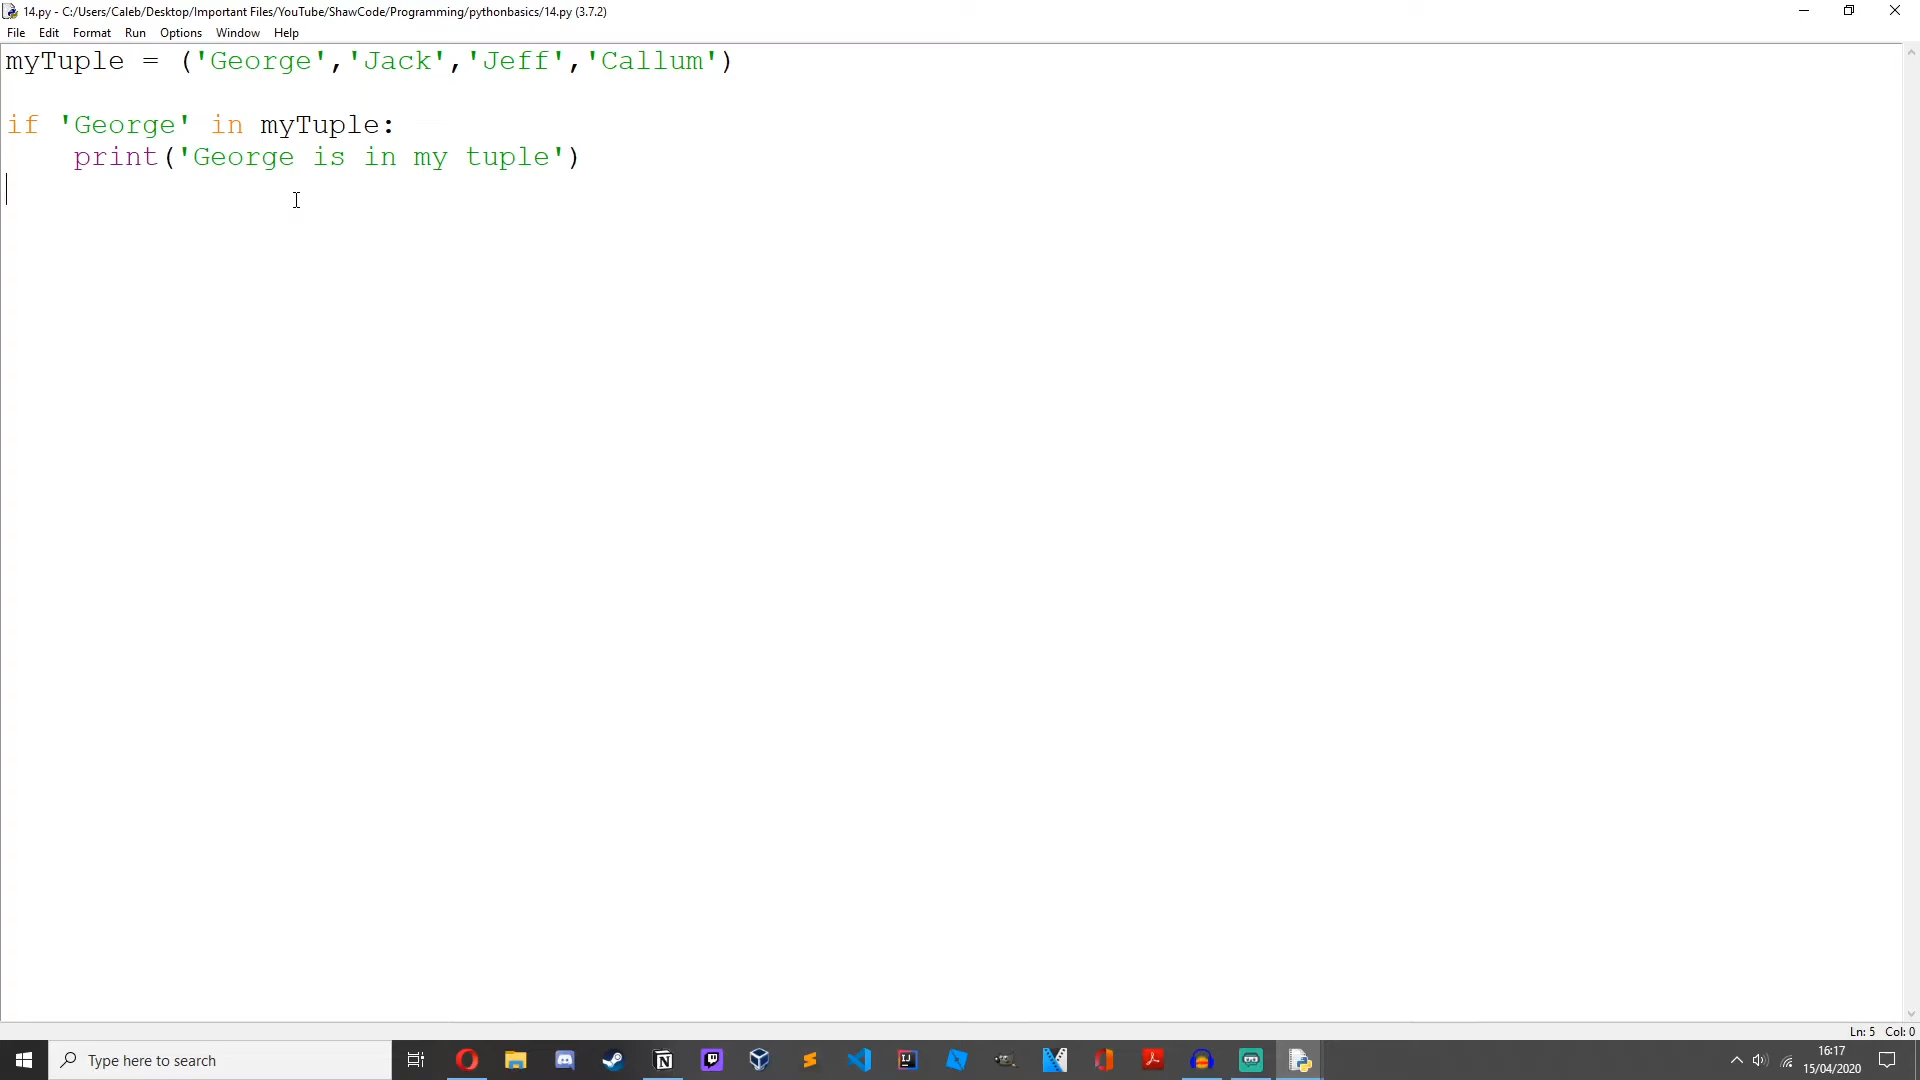 14.py - C:/Users/Caleb/Desktop/Important Files/YouTube/ShawCode/Programming/pythonbasics/14.py (3.7.2)
File Edit Format Run Options Window Help
myTuple = ('George','Jack','Jeff','Callum')
if 'George' in myTuple:
    print('George is in my tuple')
Ln: 5 Col: 0
Type here to search
16:17
15/04/2020